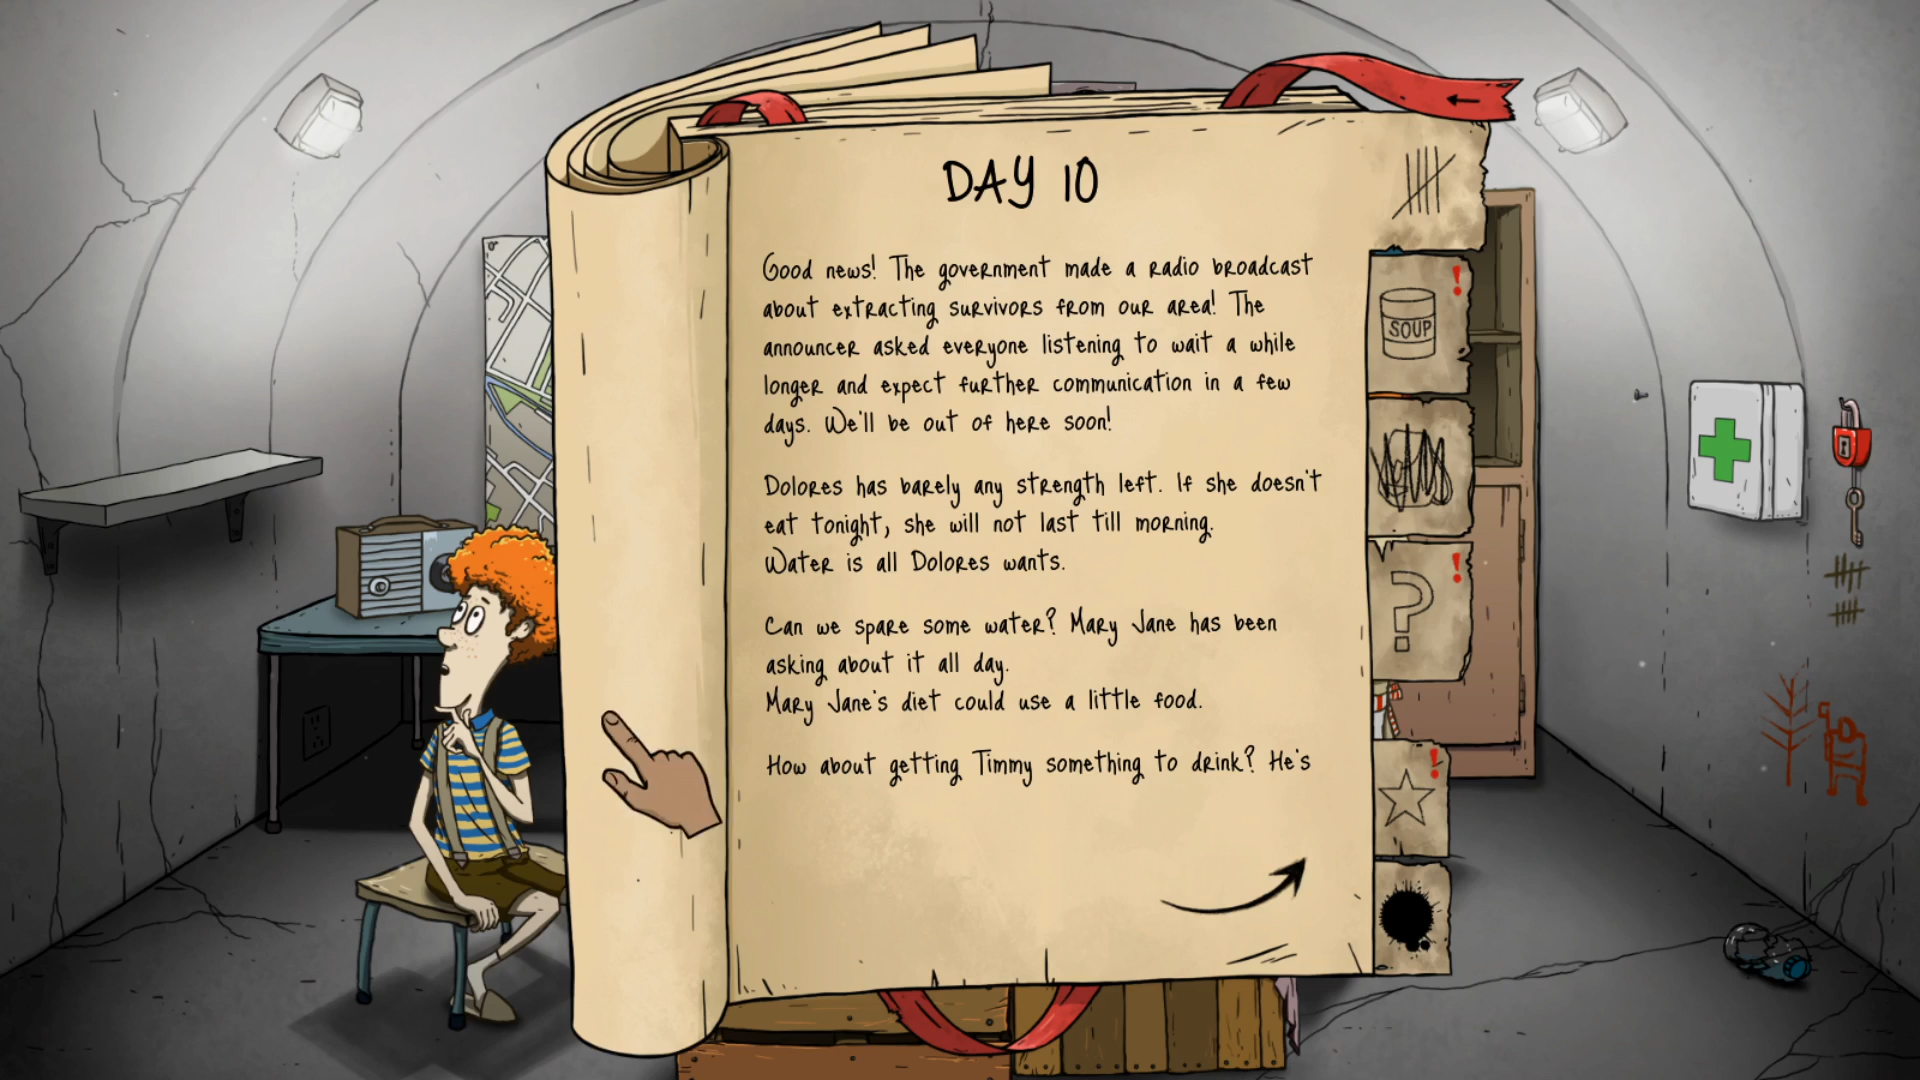 DAY 10
Good news! The government made a radio broadcast
about extracting survivors from our area! The
announcer asked everyone listening to wait a while
longer and expect further communication in a few
days. We'll be out of here soon!
Dolores has barely any strength left. If she doesn't
eat tonight, she will not last till morning.
Water is all Dolores wants.
Can we spare some water? Mary Jane has been
asking about it all day.
Mary Jane's diet could use a little food.
How about getting Timmy something to drink? He's
!
SOUP
!
?
!